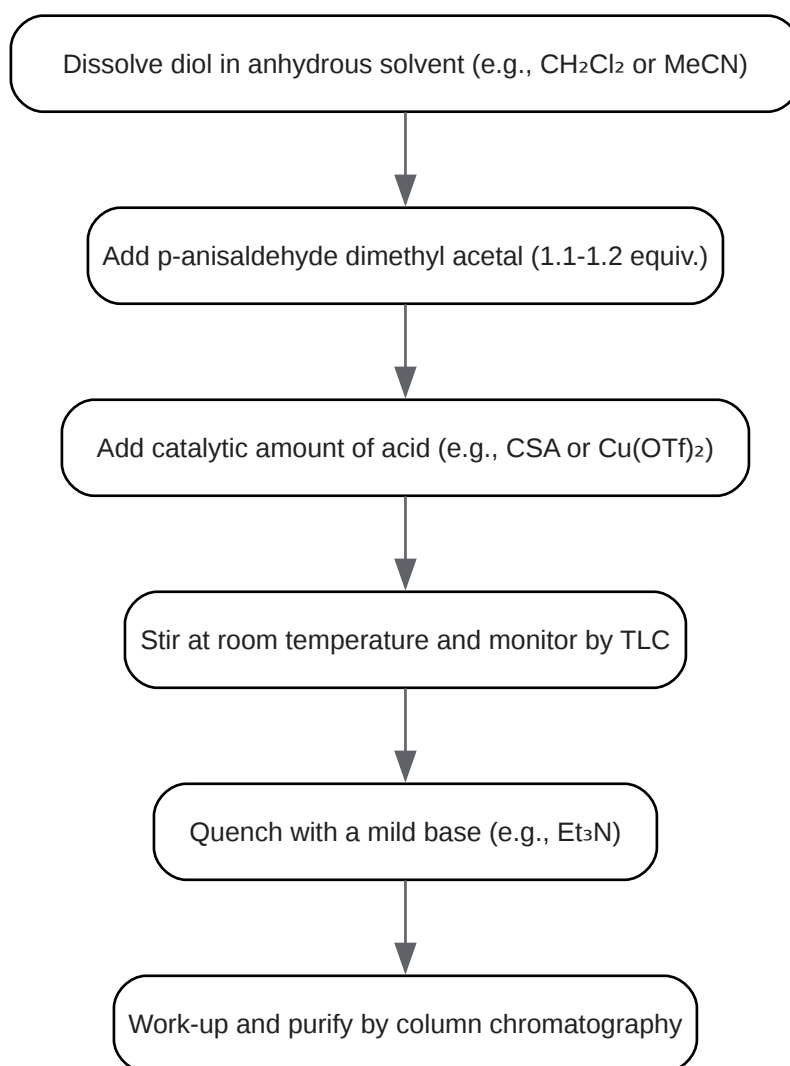 Dissolve diol in anhydrous solvent (e.g., CH₂Cl₂ or MeCN)
Add p-anisaldehyde dimethyl acetal (1.1-1.2 equiv.)
Add catalytic amount of acid (e.g., CSA or Cu(OTf)₂)
Stir at room temperature and monitor by TLC
Quench with a mild base (e.g., Et₃N)
Work-up and purify by column chromatography